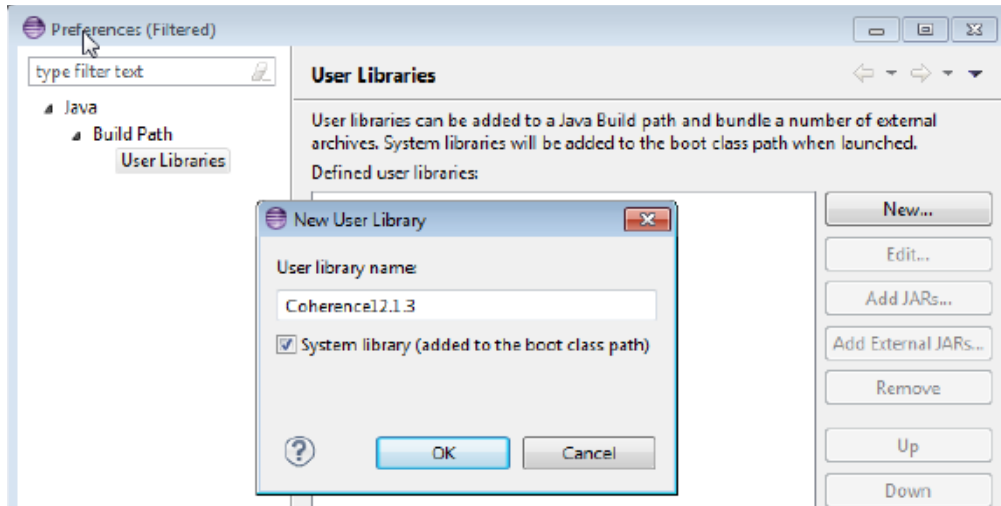 Preferences (Filtered)
type filter text
Java
Build Path
User Libraries
User Libraries
User libraries can be added to a Java Build path and bundle a number of external
archives. System libraries will be added to the boot class path when launched.
Defined user libraries:
New...
Edit...
Add JARs...
Add External JARs...
Remove
Up
Down
New User Library
User library name:
Coherence12.1.3
System library (added to the boot class path)
?
OK
Cancel